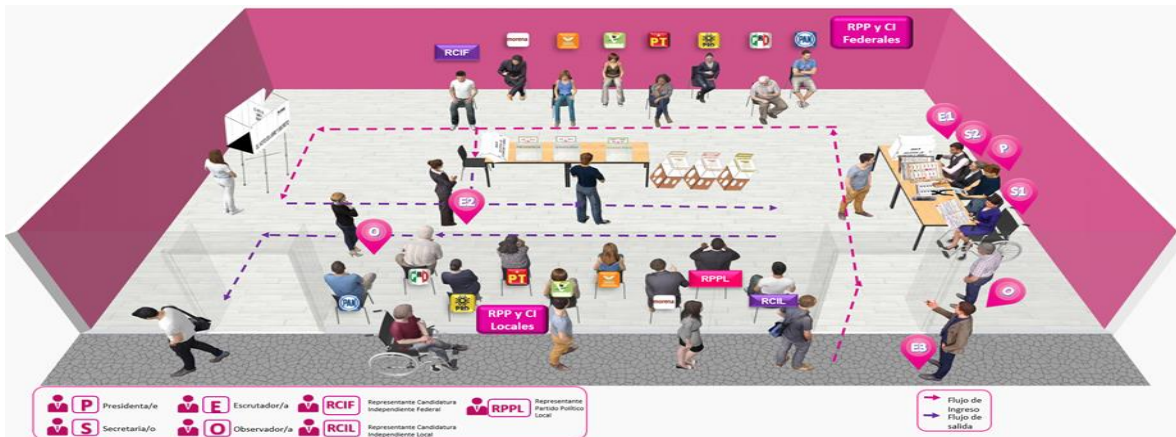 RPP y CI
Federales
RCIF
morena
PT
PRD
PRI
PAN
E1
S2
P
S1
E2
O
O
E3
PRI
PT
RPPL
PAN
PRD
morena
RCIL
RPP y CI
Locales
P Presidenta/e
E Escrutador/a
RCIF Representante Candidatura
Independiente Federal
RPPL Representante
Partido Político
Local
S Secretaria/o
O Observador/a
RCIL Representante Candidatura
Independiente Local
Flujo de
Ingreso
Flujo de
salida